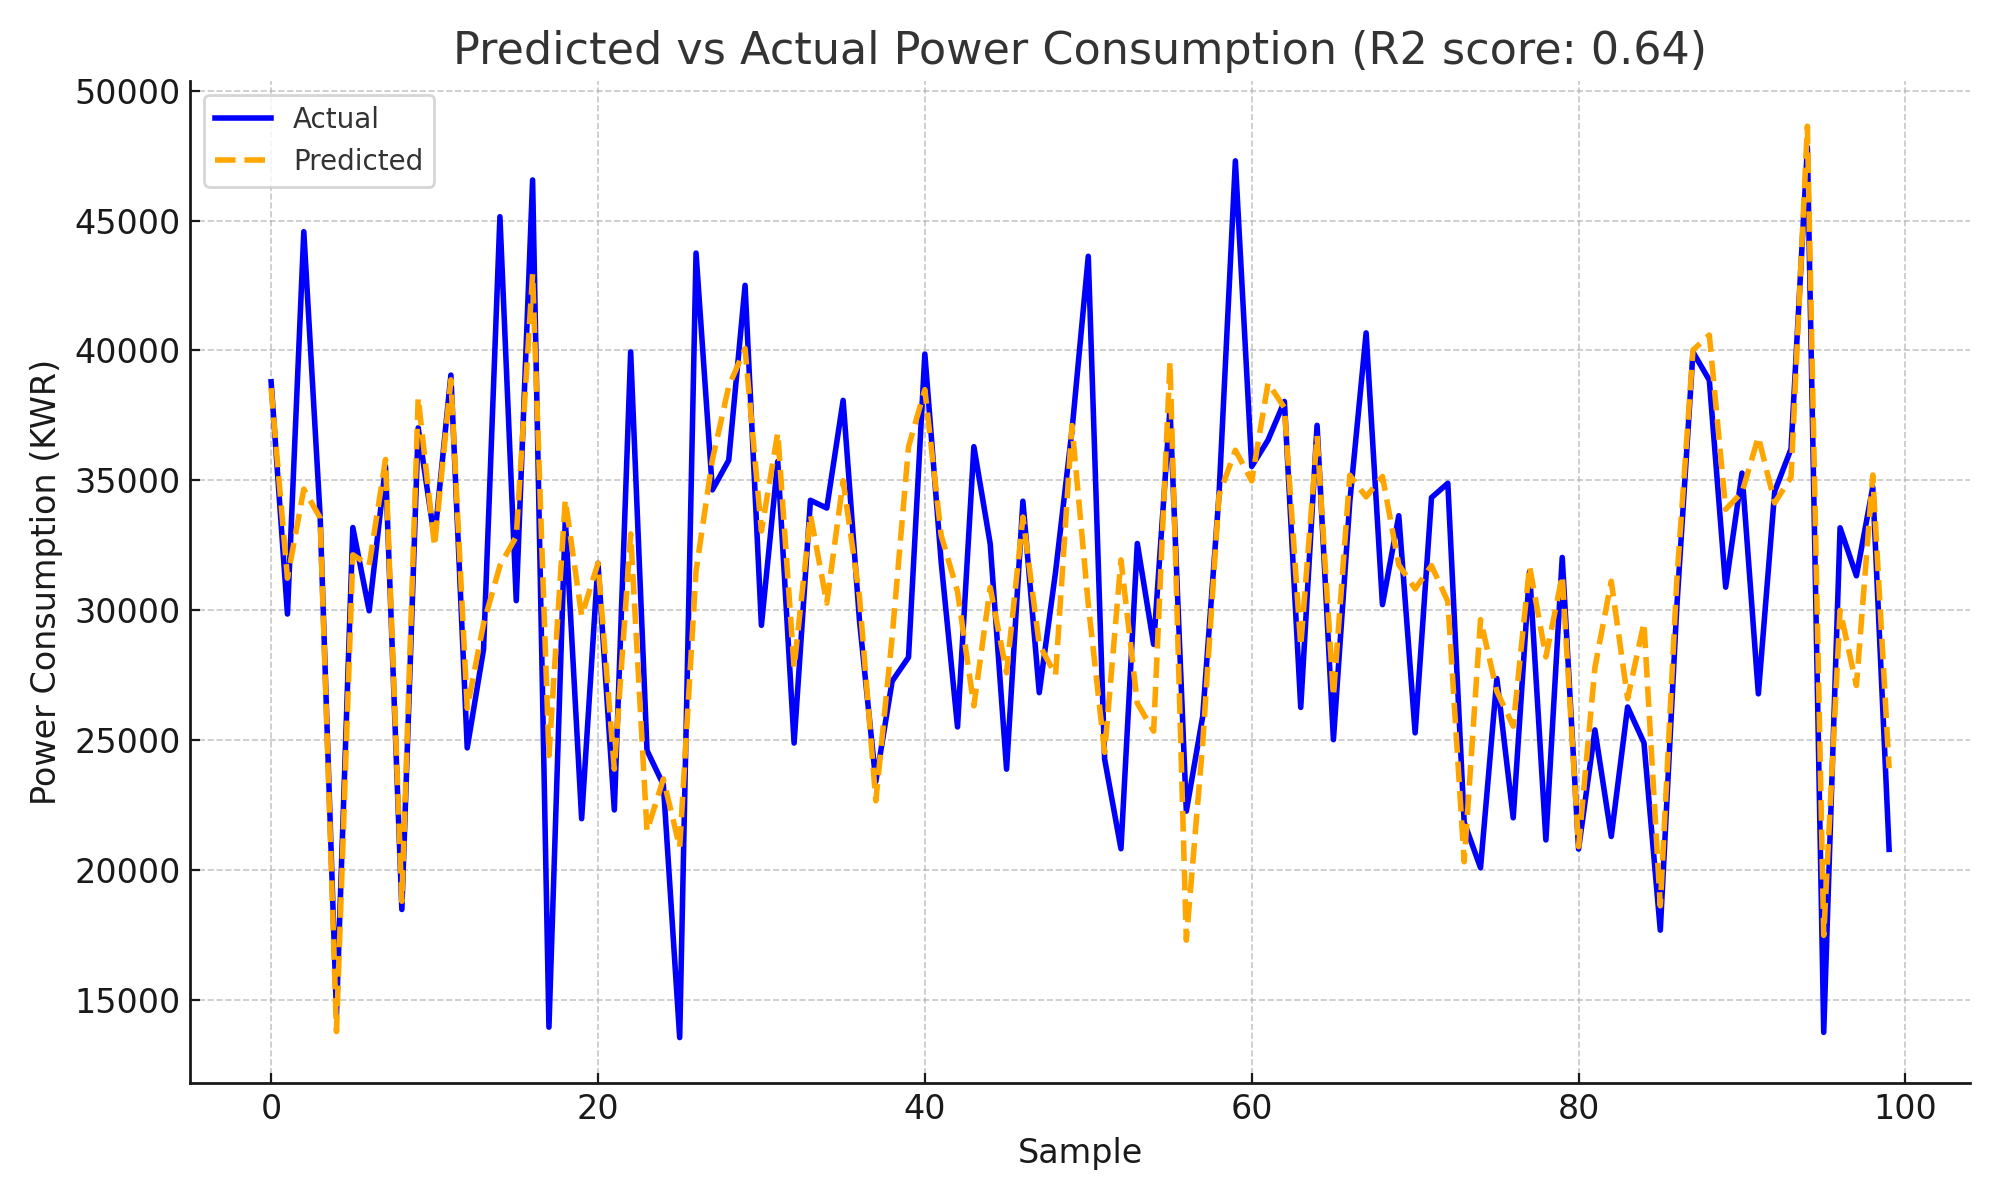 Predicted vs Actual Power Consumption (R2 score: 0.64)
Actual
Predicted
Power Consumption (KWR)
50000
45000
40000
35000
30000
25000
20000
15000
0 20 40 60 80 100
Sample